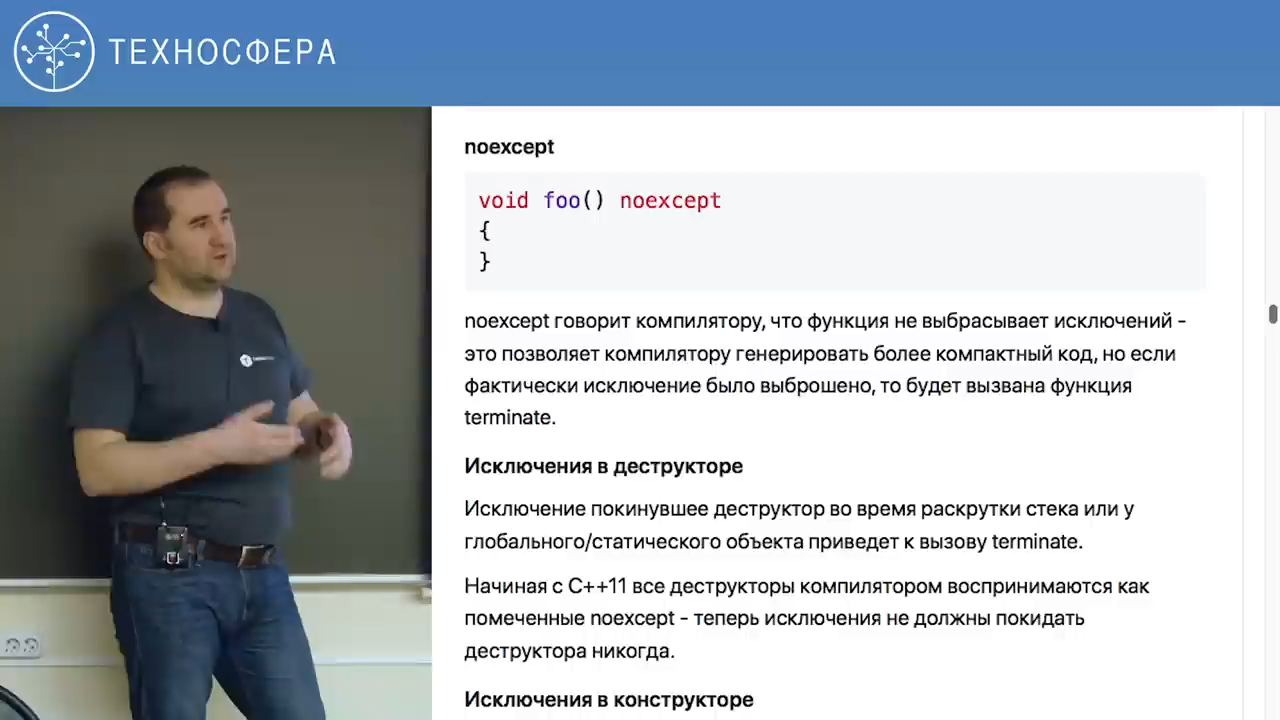 ТЕХНОСФЕРА
noexcept
void foo() noexcept
{
}
noexcept говорит компилятору, что функция не выбрасывает исключений -
это позволяет компилятору генерировать более компактный код, но если
фактически исключение было выброшено, то будет вызвана функция
terminate.
Исключения в деструкторе
Исключение покинувшее деструктор во время раскрутки стека или у
глобального/статического объекта приведет к вызову terminate.
Начиная с C++11 все деструкторы компилятором воспринимаются как
помеченные noexcept - теперь исключения не должны покидать
деструктора никогда.
Исключения в конструкторе